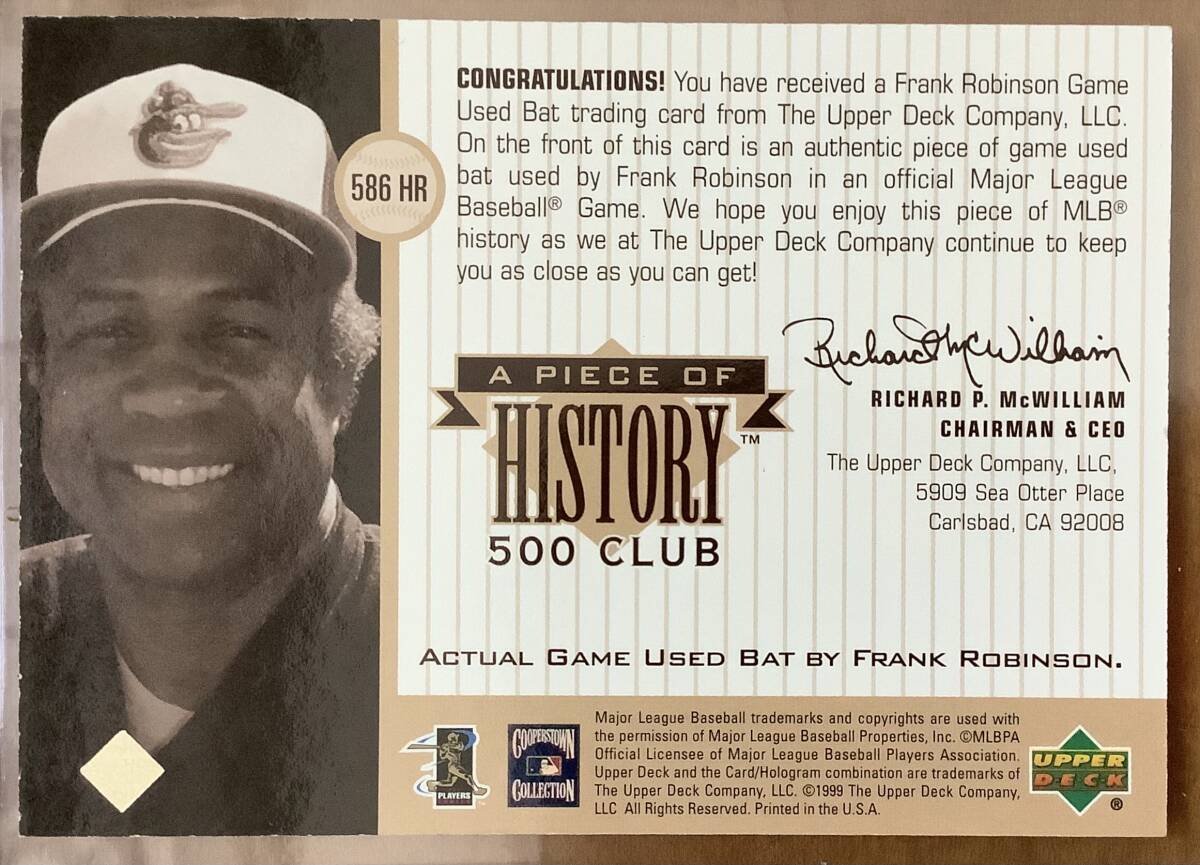 CONGRATULATIONS! You have received a Frank Robinson Game
Used Bat trading card from The Upper Deck Company, LLC.
On the front of this card is an authentic piece of game used
bat used by Frank Robinson in an official Major League
Baseball® Game. We hope you enjoy this piece of MLB®
history as we at The Upper Deck Company continue to keep
you as close as you can get!
586 HR
Richard P. McWilliam
RICHARD P. McWILLIAM
CHAIRMAN & CEO
The Upper Deck Company, LLC,
5909 Sea Otter Place
Carlsbad, CA 92008
A PIECE OF
HISTORY™
500 CLUB
ACTUAL GAME USED BAT BY FRANK ROBINSON.
PLAYERS
COOPERSTOWN
COLLECTION
Major League Baseball trademarks and copyrights are used with
the permission of Major League Baseball Properties, Inc. ©MLBPA
Official Licensee of Major League Baseball Players Association.
Upper Deck and the Card/Hologram combination are trademarks of
The Upper Deck Company, LLC. ©1999 The Upper Deck Company,
LLC All Rights Reserved. Printed in the U.S.A.
UPPER
DECK®